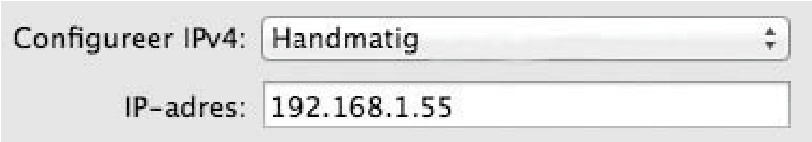 Configureer IPv4: Handmatig
IP-adres: 192.168.1.55